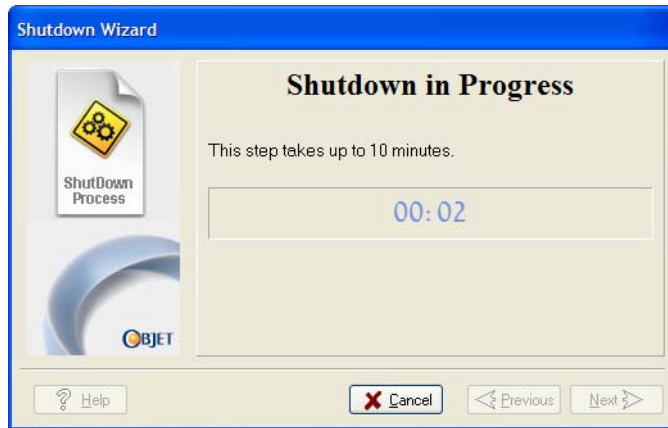 Shutdown Wizard
Shutdown in Progress
This step takes up to 10 minutes.
00:02
ShutDown
Process
OBJET
Help
Cancel
Previous
Next